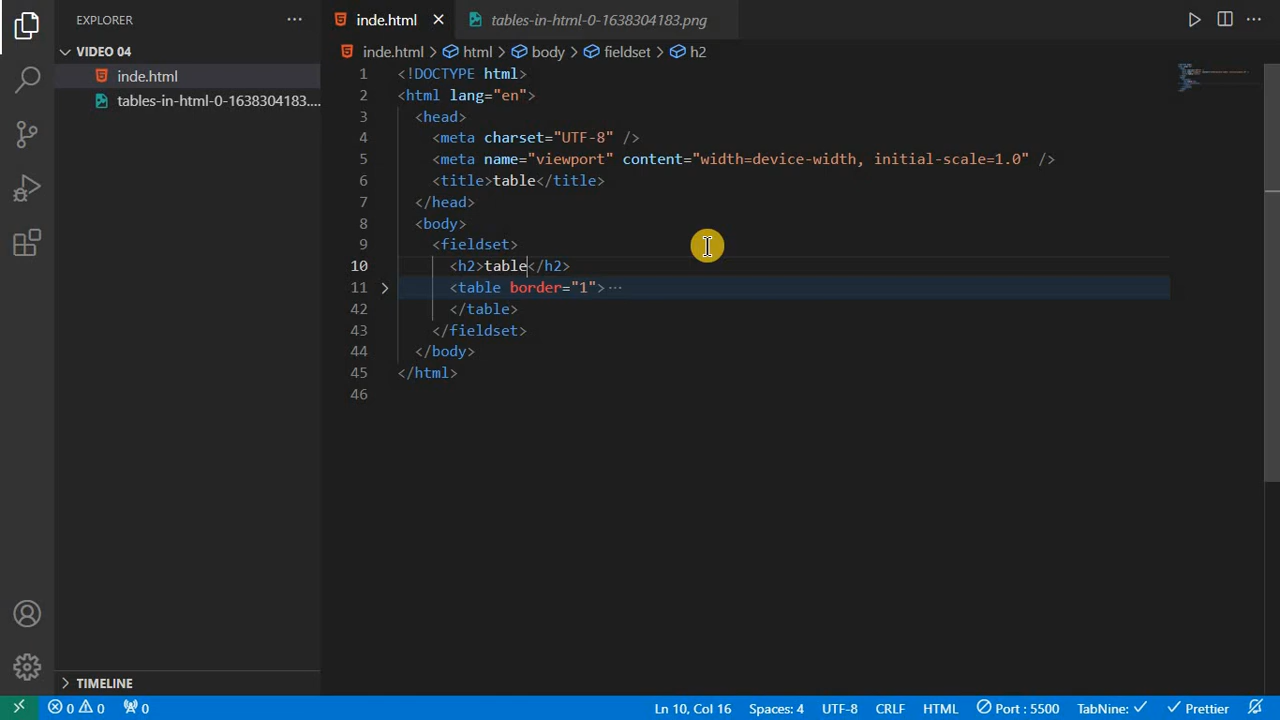 EXPLORER
VIDEO 04
inde.html
tables-in-html-0-1638304183....
TIMELINE
inde.html
tables-in-html-0-1638304183.png
inde.html > html > body > fieldset > h2
1 <!DOCTYPE html>
2 <html lang="en">
3 <head>
4 <meta charset="UTF-8" />
5 <meta name="viewport" content="width=device-width, initial-scale=1.0" />
6 <title>table</title>
7 </head>
8 <body>
9 <fieldset>
10 <h2>table</h2>
11 <table border="1">...
42 </table>
43 </fieldset>
44 </body>
45 </html>
46
0 0 0 Ln 10, Col 16 Spaces: 4 UTF-8 CRLF HTML Port : 5500 TabNine: Prettier